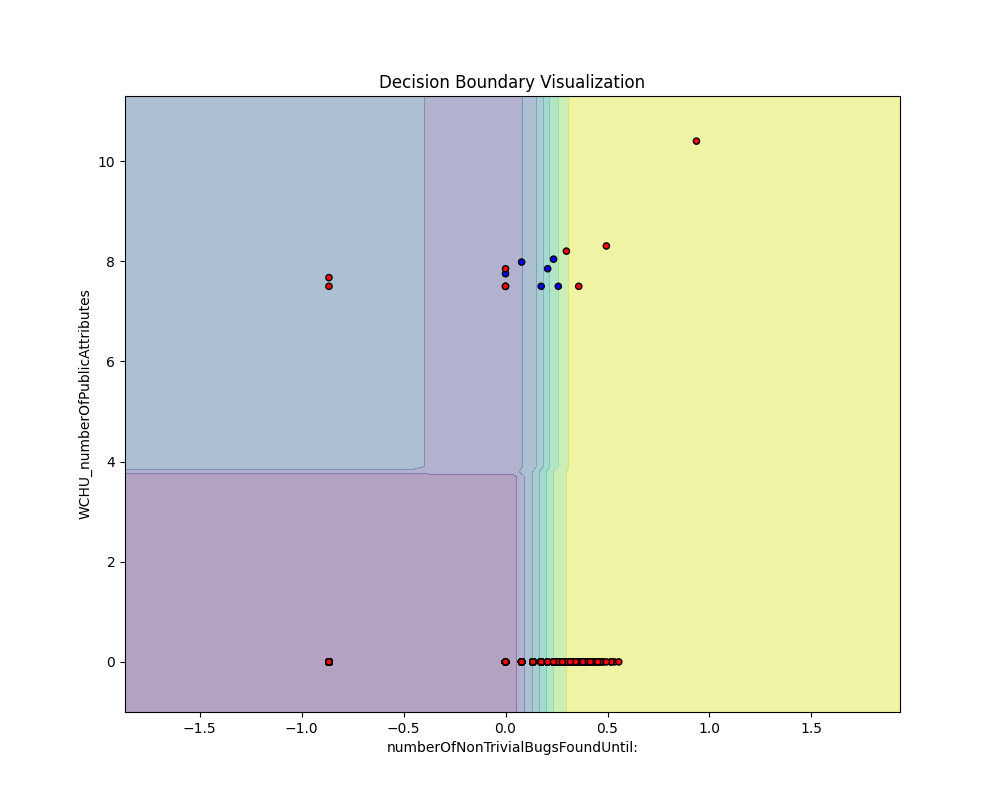 Decision Boundary Visualization
WCHU_numberOfPublicAttributes
10
8
6
4
2
0
−1.5 −1.0 −0.5 0.0 0.5 1.0 1.5
numberOfNonTrivialBugsFoundUntil: